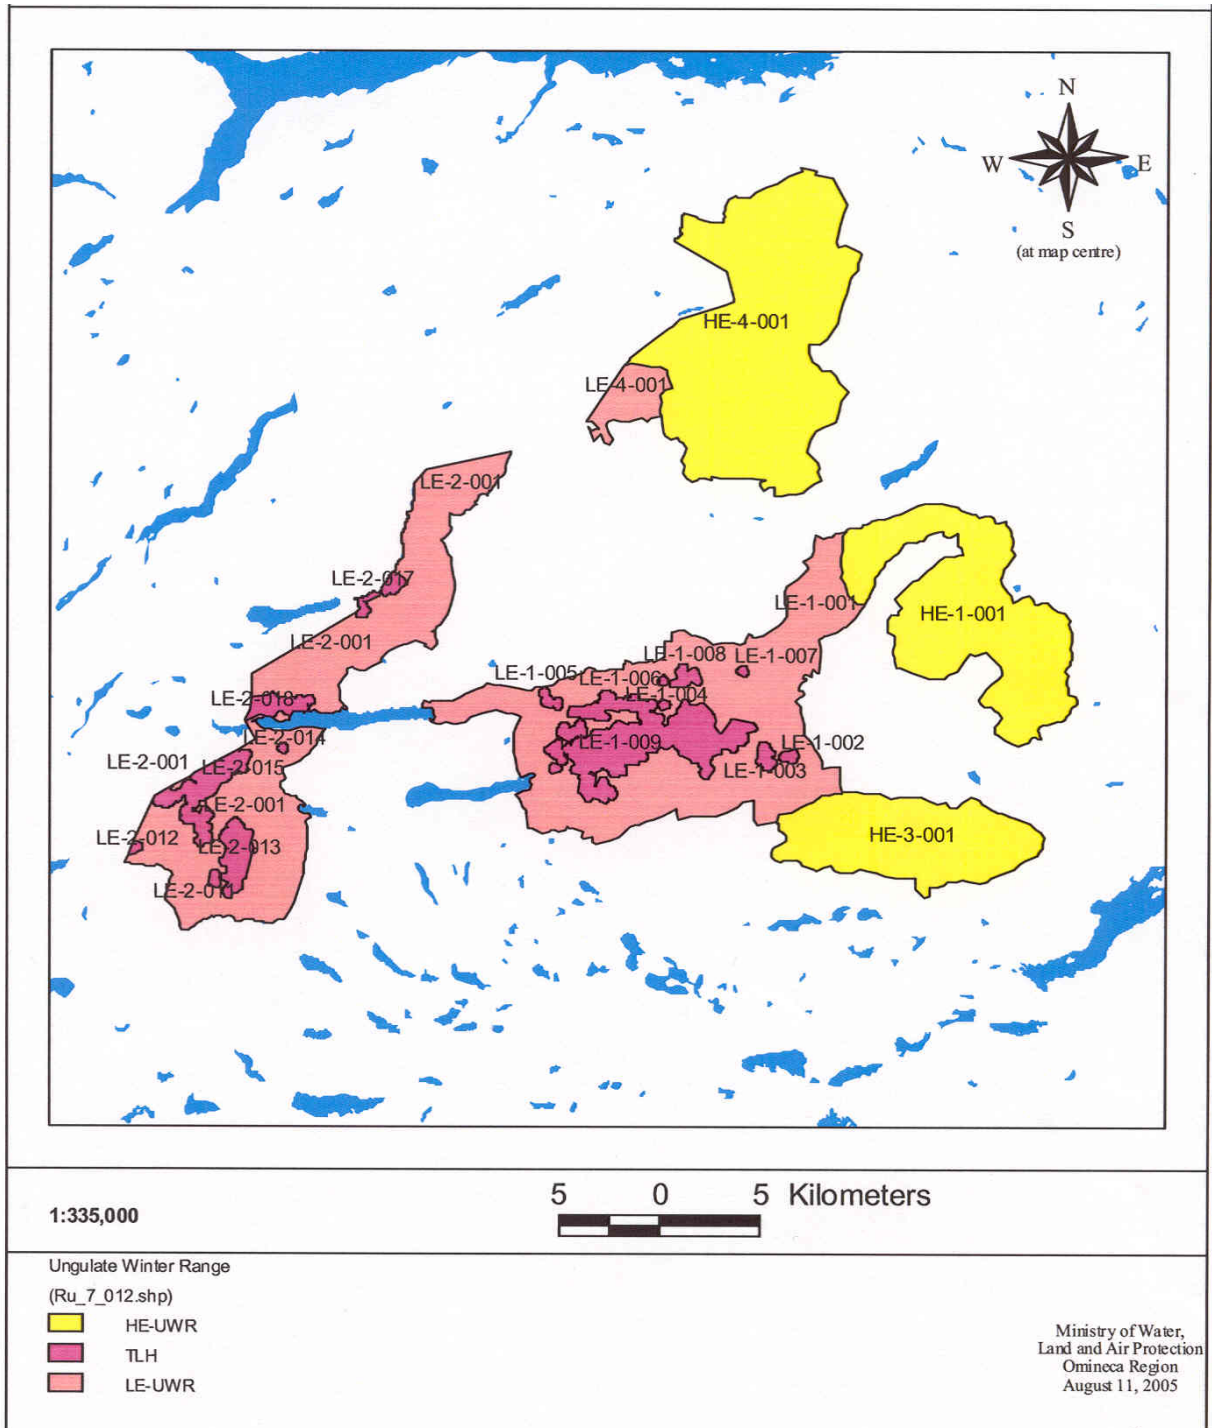 N
W E
S
(at map centre)
HE-4-001
LE-4-001
LE-2-001
LE-2-017
LE-1-001
HE-1-001
LE-2-001
LE-1-008
LE-1-007
LE-1-005
LE-1-006
LE-2-018
LE-1-004
LE-2-014
LE-1-009
LE-1-002
LE-2-001
LE-2-015
LE-1-003
LE-2-001
LE-2-012
HE-3-001
LE-2-013
LE-2-011
5 0 5 Kilometers
1:335,000
Ungulate Winter Range
(Ru_7_012.shp)
HE-UWR
TLH
LE-UWR
Ministry of Water,
Land and Air Protection
Omineca Region
August 11, 2005